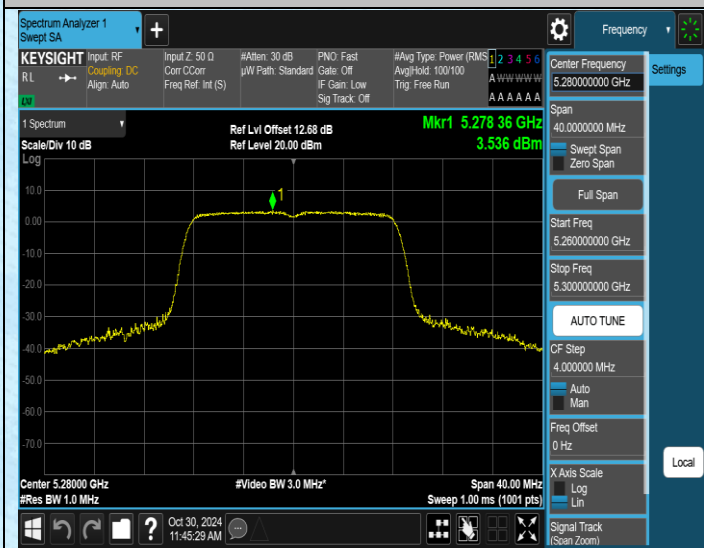 Spectrum Analyzer 1
Swept SA
Frequency
KEYSIGHT
RL
LXI
Input: RF
Coupling: DC
Align: Auto
Input Z: 50 Ω
Corr CCorr
Freq Ref: Int (S)
#Atten: 30 dB
µW Path: Standard
PNO: Fast
Gate: Off
IF Gain: Low
Sig Track: Off
#Avg Type: Power (RMS
Avg|Hold: 100/100
Trig: Free Run
1 2 3 4 5 6
A W W W W W
A A A A A A
1 Spectrum
Scale/Div 10 dB
Log
Ref Lvl Offset 12.68 dB
Ref Level 20.00 dBm
Mkr1 5.278 36 GHz
3.536 dBm
1
10.0
0.00
-10.0
-20.0
-30.0
-40.0
-50.0
-60.0
-70.0
Center 5.28000 GHz
#Res BW 1.0 MHz
#Video BW 3.0 MHz*
Span 40.00 MHz
Sweep 1.00 ms (1001 pts)
Center Frequency
5.280000000 GHz
Span
40.0000000 MHz
Swept Span
Zero Span
Full Span
Start Freq
5.260000000 GHz
Stop Freq
5.300000000 GHz
AUTO TUNE
CF Step
4.000000 MHz
Auto
Man
Freq Offset
0 Hz
X Axis Scale
Log
Lin
Signal Track
(Span Zoom)
Settings
Local
?
Oct 30, 2024
11:45:29 AM